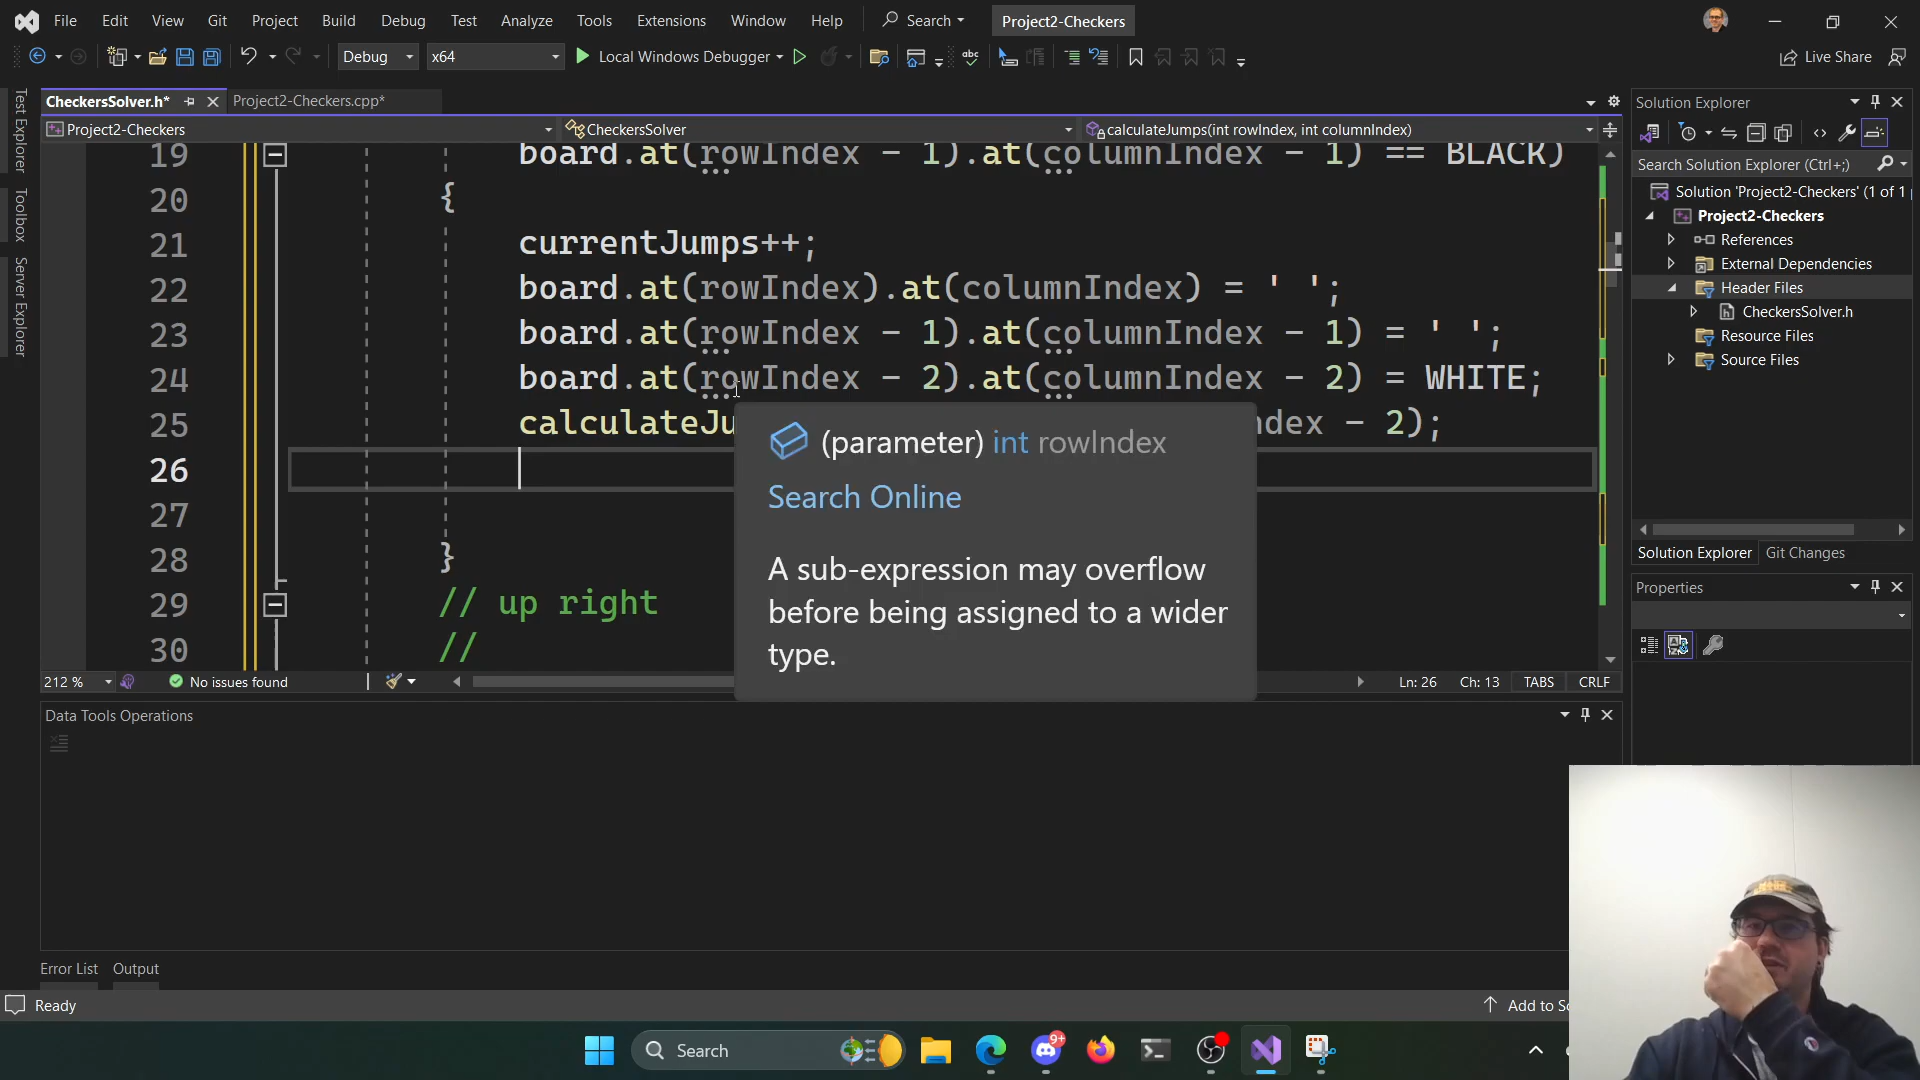 File Edit View Git Project Build Debug Test Analyze Tools Extensions Window Help Search Project2-Checkers
Debug x64 Local Windows Debugger Live Share
CheckersSolver.h* Project2-Checkers.cpp*
Project2-Checkers CheckersSolver calculateJumps(int rowIndex, int columnIndex)
Test Explorer
Toolbox
Server Explorer
19 board.at(rowIndex - 1).at(columnIndex - 1) == BLACK)
20 {
21 currentJumps++;
22 board.at(rowIndex).at(columnIndex) = ' ';
23 board.at(rowIndex - 1).at(columnIndex - 1) = ' ';
24 board.at(rowIndex - 2).at(columnIndex - 2) = WHITE;
25 calculateJu ndex - 2);
26
27
28 }
29 // up right
30 //
(parameter) int rowIndex
Search Online
A sub-expression may overflow
before being assigned to a wider
type.
212 % No issues found Ln: 26 Ch: 13 TABS CRLF
Data Tools Operations
Error List Output
Solution Explorer
Search Solution Explorer (Ctrl+;)
Solution 'Project2-Checkers' (1 of 1
Project2-Checkers
References
External Dependencies
Header Files
CheckersSolver.h
Resource Files
Source Files
Solution Explorer Git Changes
Properties
Ready Add to So
Search
9+